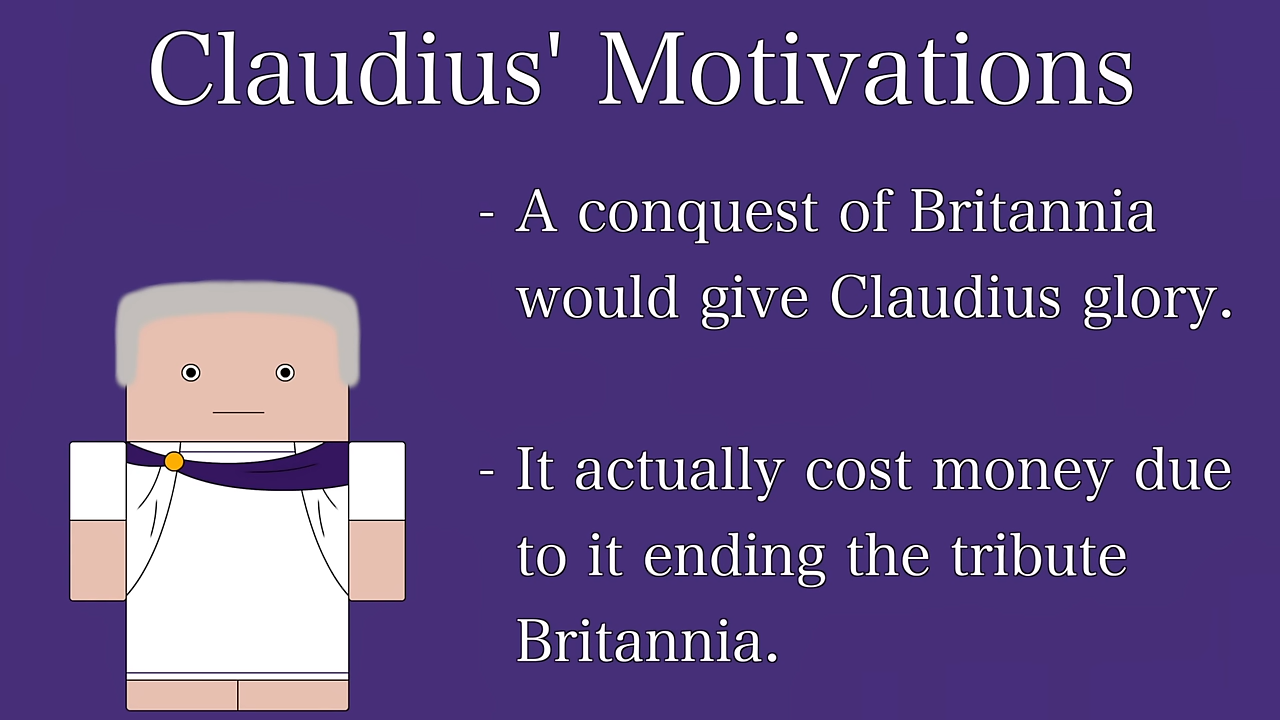 Claudius' Motivations
- A conquest of Britannia
would give Claudius glory.
- It actually cost money due
to it ending the tribute
Britannia.